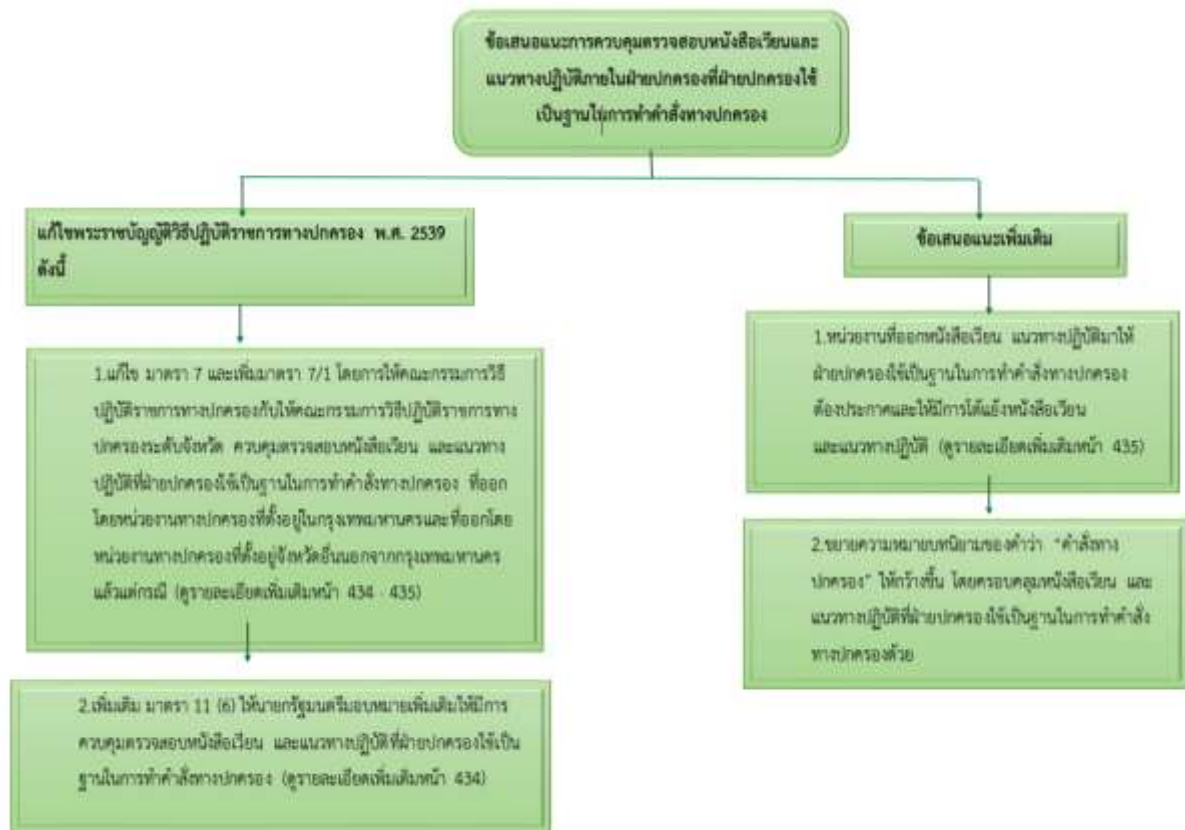 ข้อเสนอแนะการควบคุมตรวจสอบหนังสือเวียนและ
แนวทางปฏิบัติภายในฝ่ายปกครองที่ฝ่ายปกครองใช้
เป็นฐานในการทำคำสั่งทางปกครอง
แก้ไขพระราชบัญญัติวิธีปฏิบัติราชการทางปกครอง พ.ศ. 2539
ดังนี้
1.แก้ไข มาตรา 7 และเพิ่มมาตรา 7/1 โดยการให้คณะกรรมการวิธี
ปฏิบัติราชการทางปกครองกับให้คณะกรรมการวิธีปฏิบัติราชการทาง
ปกครองระดับจังหวัด ควบคุมตรวจสอบหนังสือเวียน และแนวทาง
ปฏิบัติที่ฝ่ายปกครองใช้เป็นฐานในการทำคำสั่งทางปกครอง ที่ออก
โดยหน่วยงานทางปกครองที่ตั้งอยู่ในกรุงเทพมหานครและที่ออกโดย
หน่วยงานทางปกครองที่ตั้งอยู่จังหวัดอื่นนอกจากกรุงเทพมหานคร
แล้วแต่กรณี (ดูรายละเอียดเพิ่มเติมหน้า 434 - 435)
2.เพิ่มเติม มาตรา 11 (6) ให้นายกรัฐมนตรีมอบหมายเพิ่มเติมให้มีการ
ควบคุมตรวจสอบหนังสือเวียน และแนวทางปฏิบัติที่ฝ่ายปกครองใช้เป็น
ฐานในการทำคำสั่งทางปกครอง (ดูรายละเอียดเพิ่มเติมหน้า 434)
ข้อเสนอแนะเพิ่มเติม
1.หน่วยงานที่ออกหนังสือเวียน แนวทางปฏิบัติมาให้
ฝ่ายปกครองใช้เป็นฐานในการทำคำสั่งทางปกครอง
ต้องประกาศและให้มีการโต้แย้งหนังสือเวียน
และแนวทางปฏิบัติ (ดูรายละเอียดเพิ่มเติมหน้า 435)
2.ขยายความหมายบทนิยามของคำว่า "คำสั่งทาง
ปกครอง" ให้กว้างขึ้น โดยครอบคลุมหนังสือเวียน และ
แนวทางปฏิบัติที่ฝ่ายปกครองใช้เป็นฐานในการทำคำสั่ง
ทางปกครองด้วย